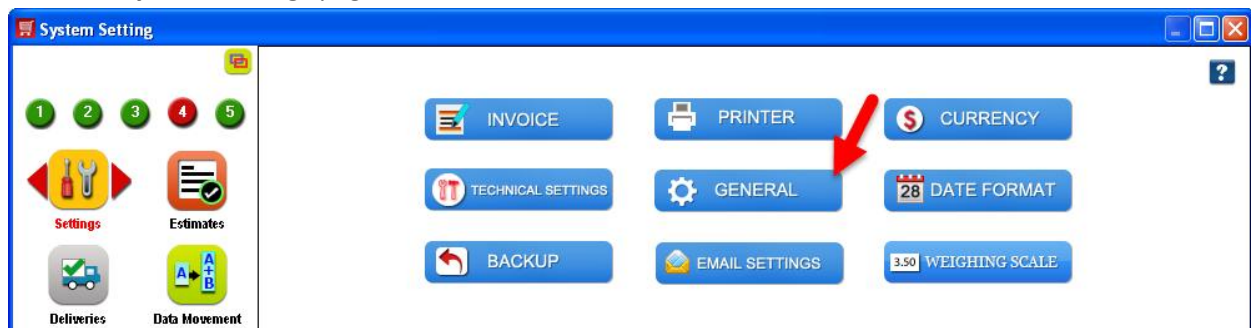 System Setting
1 2 3 4 5
Settings
Estimates
Deliveries
A A+B
Data Movement
?
INVOICE
PRINTER
$ CURRENCY
TECHNICAL SETTINGS
GENERAL
28 DATE FORMAT
BACKUP
EMAIL SETTINGS
3.50 WEIGHING SCALE